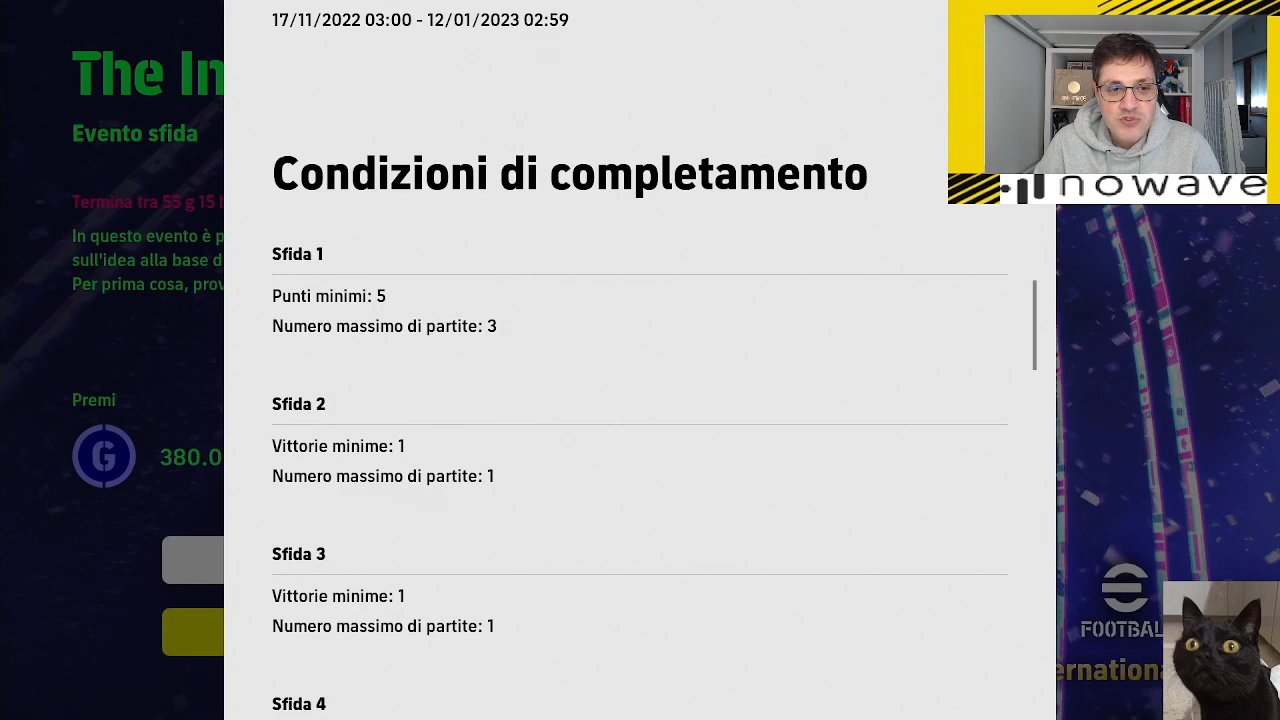 17/11/2022 03:00 - 12/01/2023 02:59
The In
Evento sfida
Termina tra 55 g 15
In questo evento è p
sull'idea alla base d
Per prima cosa, prov
Premi
G
380.0
Condizioni di completamento
Sfida 1
Punti minimi: 5
Numero massimo di partite: 3
Sfida 2
Vittorie minime: 1
Numero massimo di partite: 1
Sfida 3
Vittorie minime: 1
Numero massimo di partite: 1
Sfida 4
nowave
FOOTBAL
ernationa